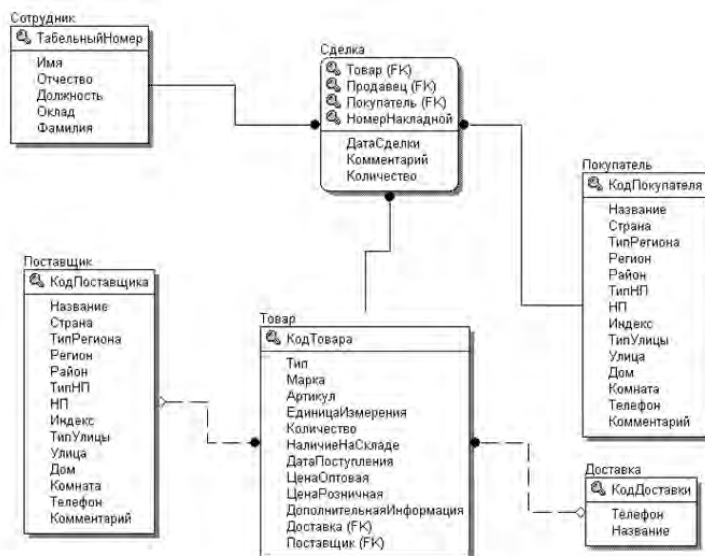 Сотрудник
ТабельныйНомер
Имя
Отчество
Должность
Оклад
Фамилия
Сделка
Товар (FK)
Продавец (FK)
Покупатель (FK)
НомерНакладной
ДатаСделки
Комментарий
Количество
Покупатель
КодПокупателя
Название
Страна
ТипРегиона
Регион
Район
ТипНП
НП
Индекс
ТипУлицы
Улица
Дом
Комната
Телефон
Комментарий
Поставщик
КодПоставщика
Название
Страна
ТипРегиона
Регион
Район
ТипНП
НП
Индекс
ТипУлицы
Улица
Дом
Комната
Телефон
Комментарий
Товар
КодТовара
Тип
Марка
Артикул
ЕдиницаИзмерения
Количество
НаличиеНаСкладе
ДатаПоступления
ЦенаОптовая
ЦенаРозничная
ДополнительнаяИнформация
Доставка (FK)
Поставщик (FK)
Доставка
КодДоставки
Телефон
Название